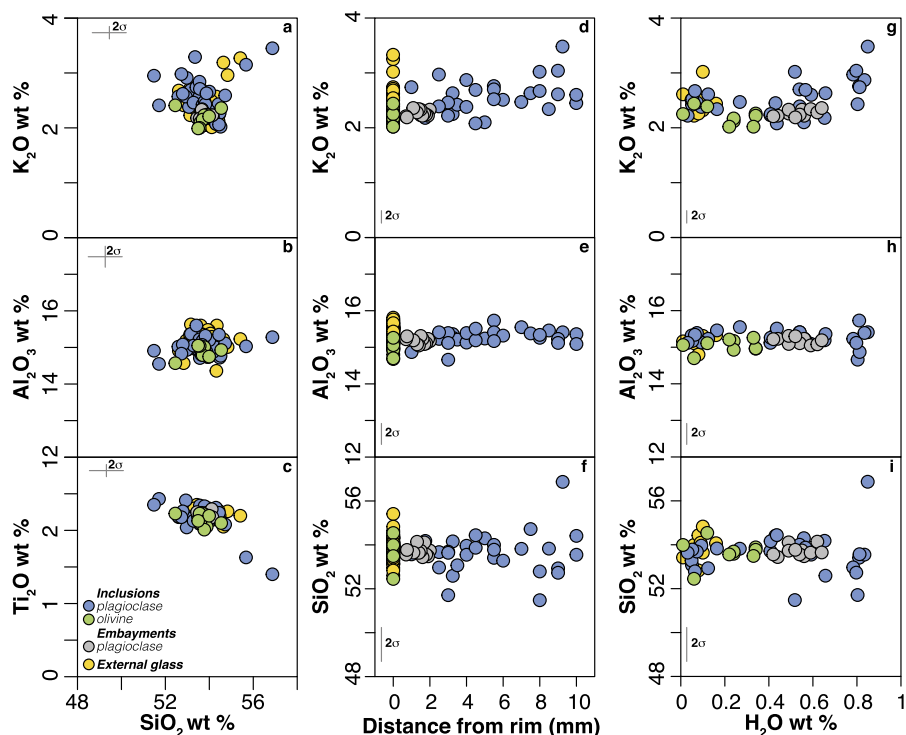 4
2
0
K₂O wt %
2σ
a
4
2
0
K₂O wt %
2σ
d
4
2
0
K₂O wt %
2σ
g
16
14
12
Al₂O₃ wt %
2σ
b
16
14
12
Al₂O₃ wt %
2σ
e
16
14
12
Al₂O₃ wt %
2σ
h
2
1
0
Ti₂O wt %
2σ
c
Inclusions
plagioclase
olivine
Embayments
plagioclase
External glass
56
52
48
SiO₂ wt %
2σ
f
56
52
48
SiO₂ wt %
2σ
i
48 52 56
SiO₂ wt %
0 2 4 6 8 10
Distance from rim (mm)
0 0.2 0.4 0.6 0.8 1
H₂O wt %